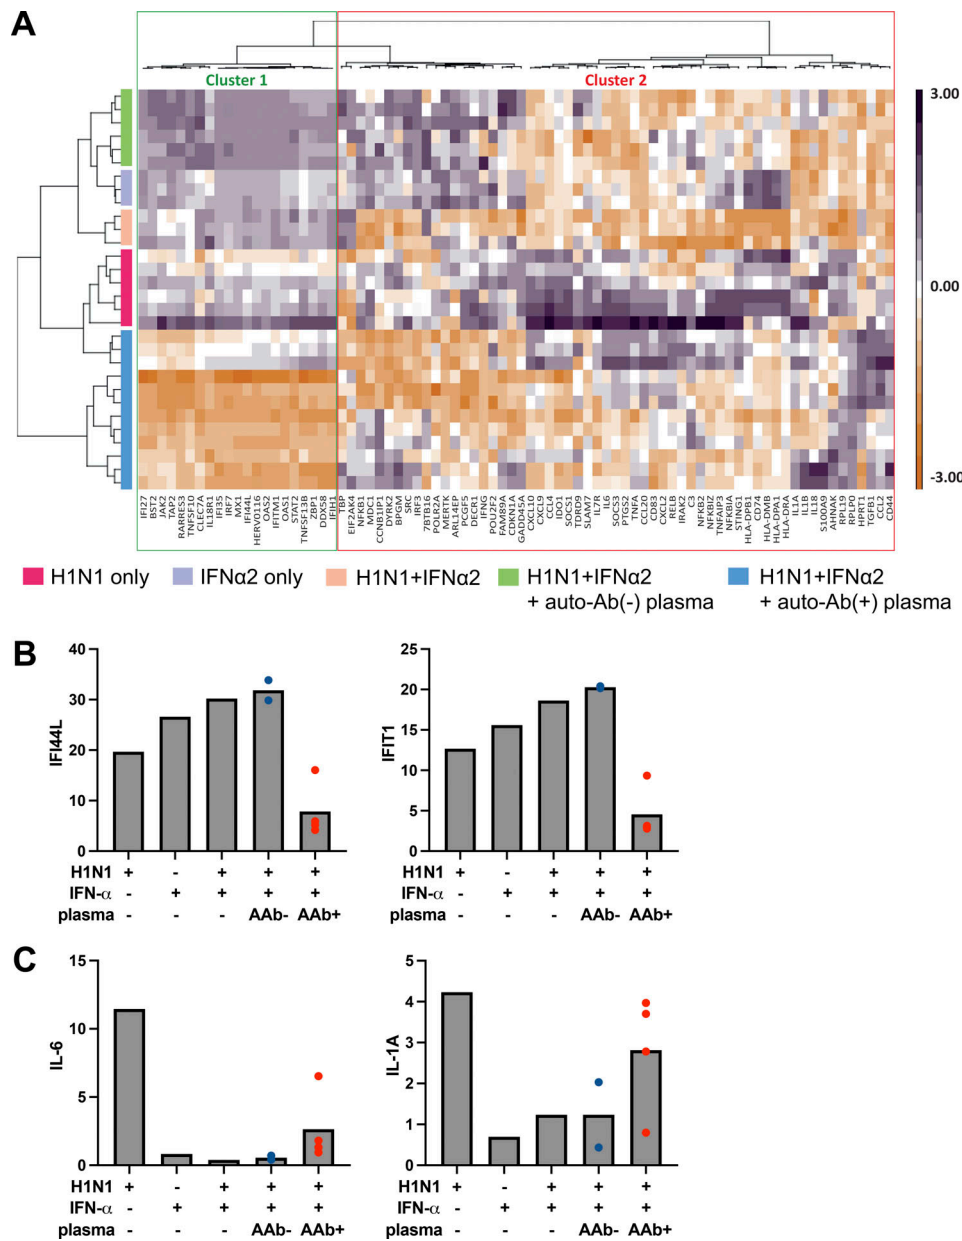 A
Cluster 1
Cluster 2
3.00
0.00
-3.00
IFI27
BST2
JAK2
TAP2
RARRES3
TNFSF10
CLEC7A
IL18R1
IFI35
IRF7
MX1
IFI44L
HERVO116
OAS2
IFITM1
OAS1
STAT2
TNFSF13B
ZBP1
DDX58
IFIH1
TBP
EIF2AK4
NFKB1
MDC1
CCNB1IP1
DYRK2
BPGRM
SRC
IRF3
7BTB16
POLR2A
MERTK
ARL14EP
PCGF5
DECR1
IFNG
POU2F2
FAM89A
CDKN1A
GADD45A
CXCL10
CXCL9
CCL4
IDO1
SOCS1
TDRD9
SLAMF7
IL7R
IL6
SOCS3
PTGS2
TNFA
CCL25
CD83
CXCL2
RELB
IRAK2
C3
NFKB2
NFKBIZ
TNFAIP3
NFKBIA
STING1
HLA-DPB1
CD74
HLA-DMB
HLA-DPA1
HLA-DRA
IL1A
IL1B
IL18
S100A9
AHNAK
RPL19
RPLP0
HPRT1
TGFB1
CCL2
CD44
H1N1 only
IFNα2 only
H1N1+IFNα2
H1N1+IFNα2
+ auto-Ab(-) plasma
H1N1+IFNα2
+ auto-Ab(+) plasma
B
40
30
20
10
0
IFI44L
H1N1 + - + + +
IFN-α - + + + +
plasma - - - AAb- AAb+
25
20
15
10
5
0
IFIT1
H1N1 + - + + +
IFN-α - + + + +
plasma - - - AAb- AAb+
C
15
10
5
0
IL-6
H1N1 + - + + +
IFN-α - + + + +
plasma - - - AAb- AAb+
5
4
3
2
1
0
IL-1A
H1N1 + - + + +
IFN-α - + + + +
plasma - - - AAb- AAb+